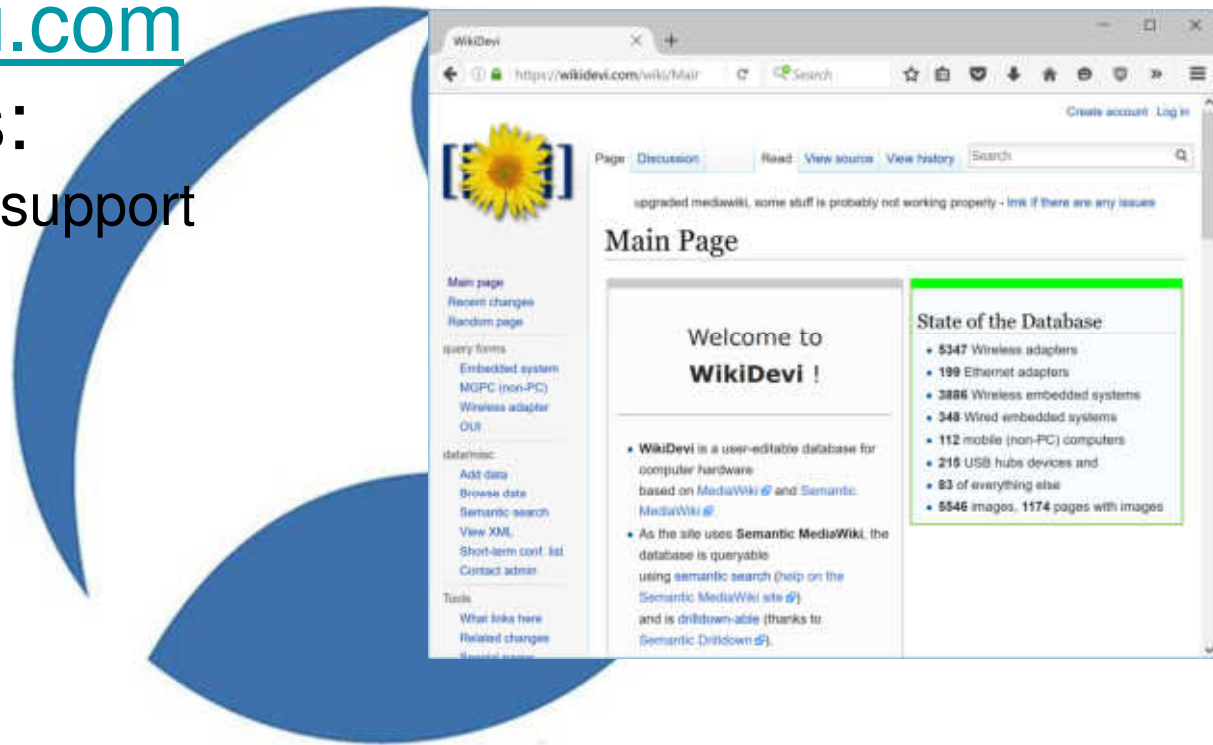 .com
s:
support
WikiDevi
https://wikidevi.com/wiki/Main
Search
Create account Log in
Page Discussion Read View source View history Search
upgraded mediawiki, some stuff is probably not working properly - lmk if there are any issues
Main Page
Main page
Recent changes
Random page
query forms
Embedded system
MGPC (non-PC)
Wireless adapter
OUI
data/misc
Add data
Browse data
Semantic search
View XML
Short-term conf. list
Contact admin
Tools
What links here
Related changes
Special pages
Welcome to
WikiDevi !
WikiDevi is a user-editable database for
computer hardware
based on MediaWiki and Semantic
MediaWiki
As the site uses Semantic MediaWiki, the
database is queryable
using semantic search (help on the
Semantic MediaWiki site)
and is drilldown-able (thanks to
Semantic Drilldown).
State of the Database
5347 Wireless adapters
199 Ethernet adapters
3886 Wireless embedded systems
348 Wired embedded systems
112 mobile (non-PC) computers
215 USB hubs devices and
83 of everything else
5546 images, 1174 pages with images